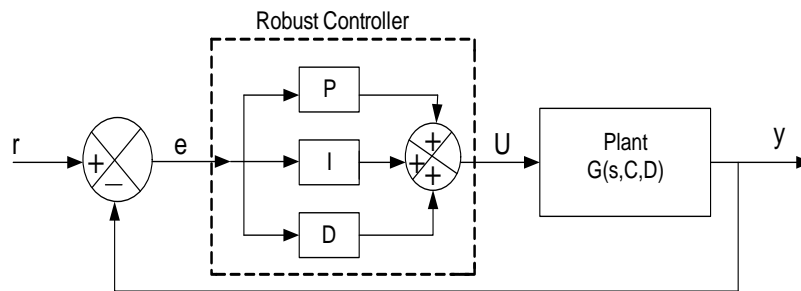 Robust Controller
r
+
−
e
P
I
D
+
+
+
U
Plant
G(s,C,D)
y